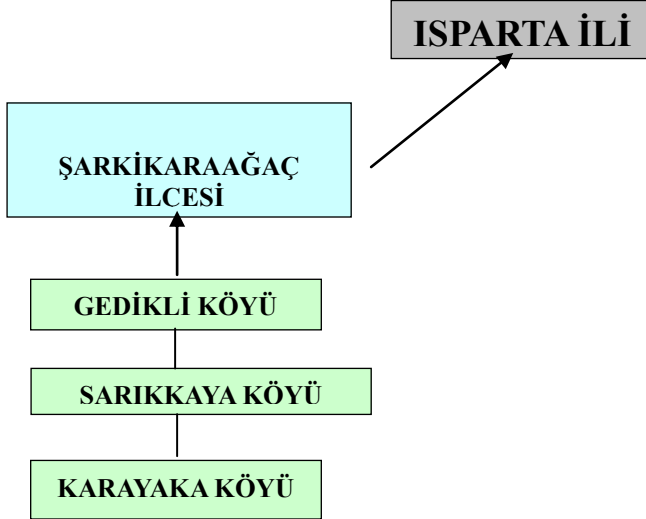 ISPARTA İLİ
ŞARKİKARAAĞAÇ
İLCESİ
GEDİKLİ KÖYÜ
SARIKKAYA KÖYÜ
KARAYAKA KÖYÜ